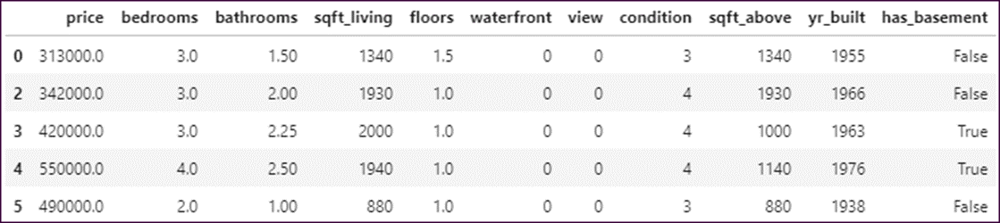 price bedrooms bathrooms sqft_living floors waterfront view condition sqft_above yr_built has_basement
0 313000.0 3.0 1.50 1340 1.5 0 0 3 1340 1955 False
2 342000.0 3.0 2.00 1930 1.0 0 0 4 1930 1966 False
3 420000.0 3.0 2.25 2000 1.0 0 0 4 1000 1963 True
4 550000.0 4.0 2.50 1940 1.0 0 0 4 1140 1976 True
5 490000.0 2.0 1.00 880 1.0 0 0 3 880 1938 False